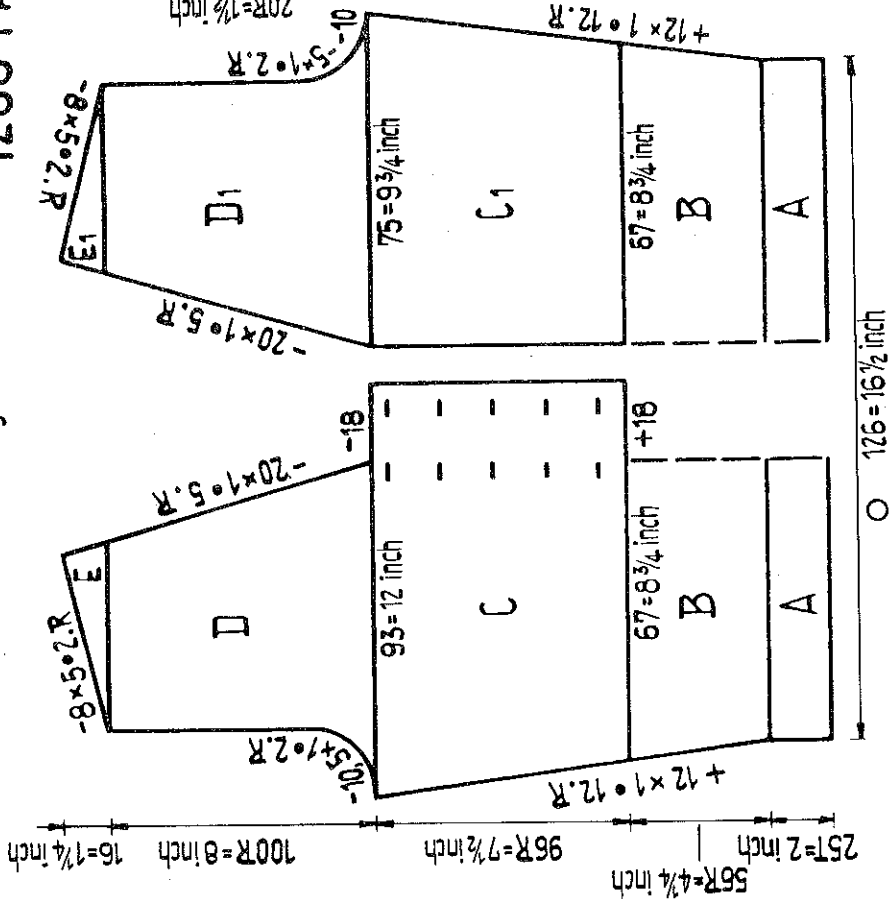 20R=1½ inch
-8×5•2.R
E1
D1
-20×1•5.R
-5×1•2.R
-10
75=9¾ inch
C1
+12×1•12.R
67=8¾ inch
B
A
-8×5•2.R
E
D
-20×1•5.R
-10,5+1•2.R
-18
93=12 inch
C
+18
67=8¾ inch
+12×1•12.R
B
A
O 126=16½ inch
16=1¼ inch
100R=8 inch
96R=7½ inch
56R=4¼ inch
25T=2 inch